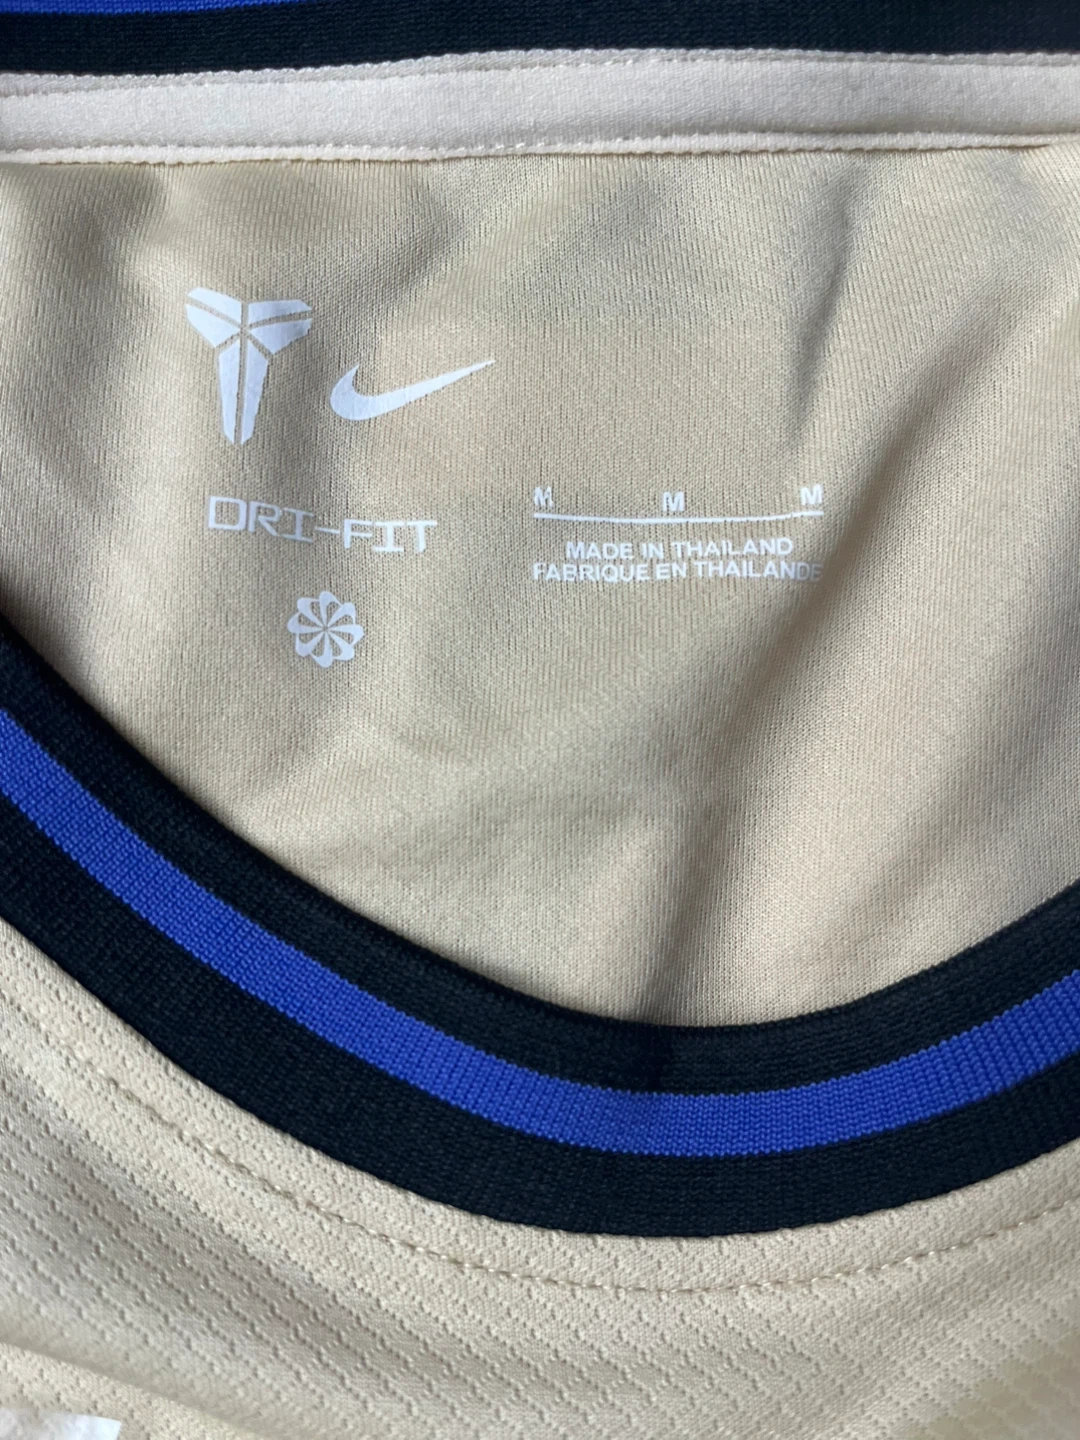 DRI-FIT
M M M
MADE IN THAILAND
FABRIQUE EN THAILANDE